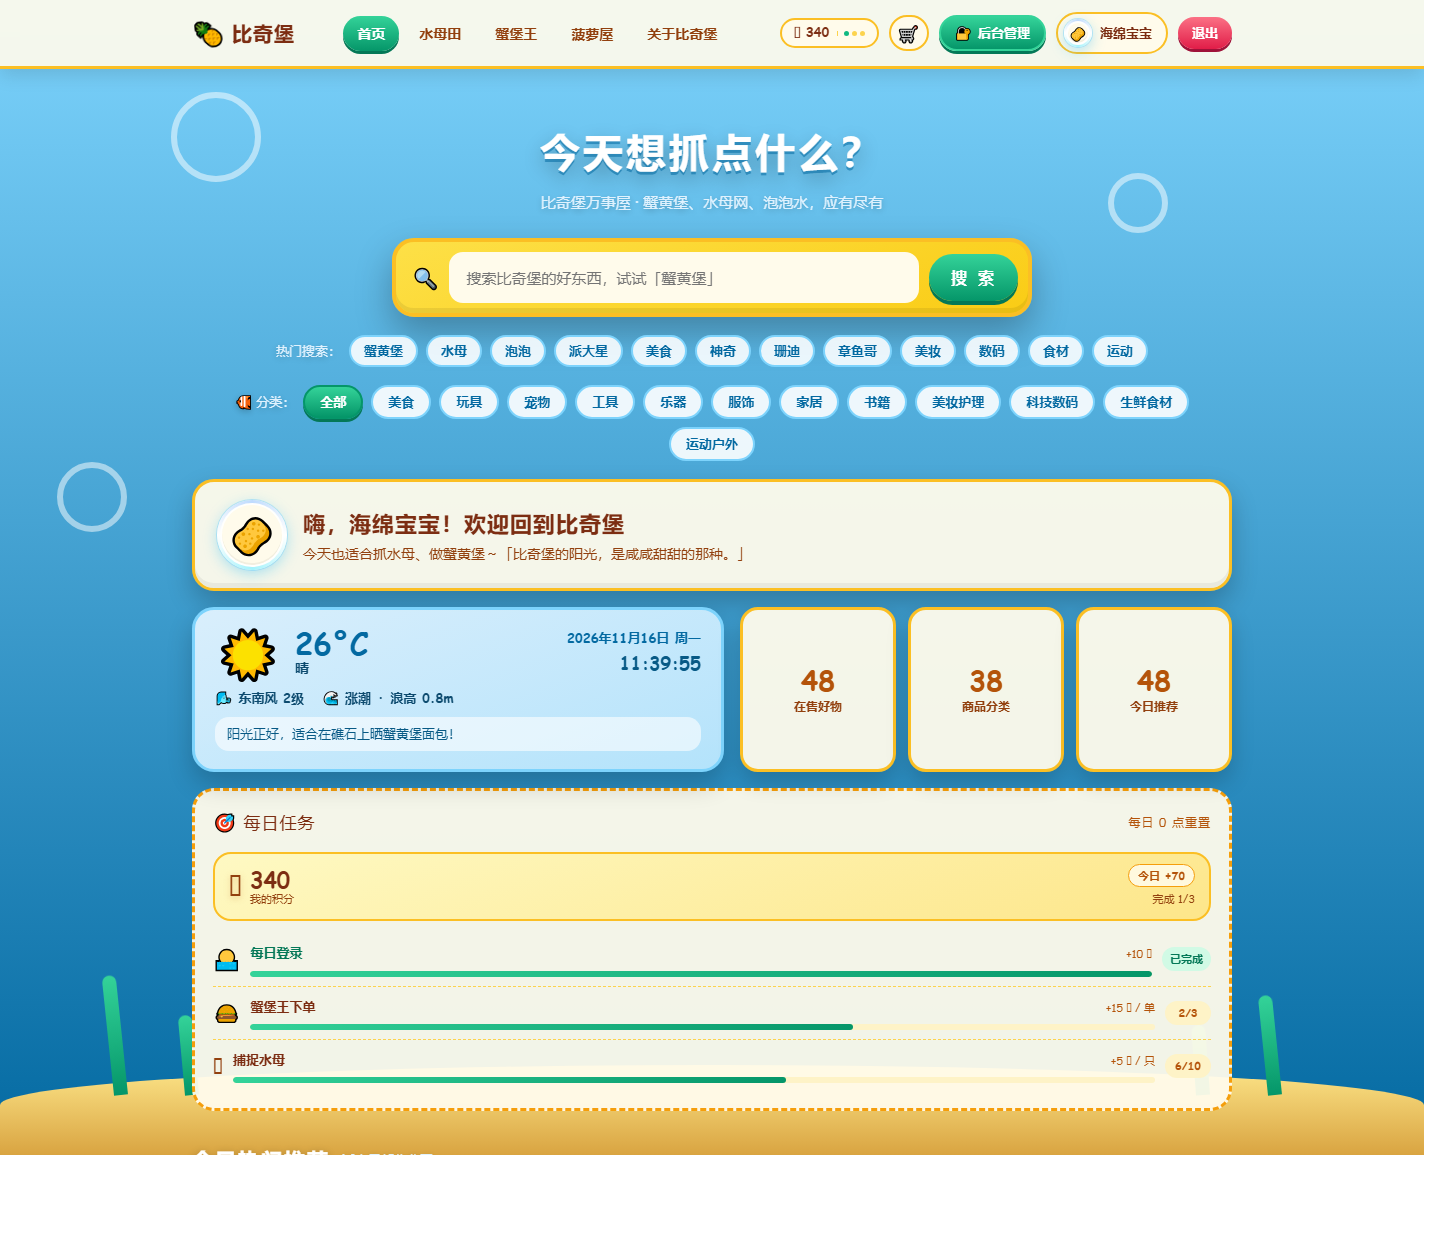 比奇堡
首页 水母田 蟹堡王 菠萝屋 关于比奇堡 340 后台管理 海绵宝宝 退出
今天想抓点什么？
比奇堡万事屋 · 蟹黄堡、水母网、泡泡水，应有尽有
搜索比奇堡的好东西，试试「蟹黄堡」 搜 索
热门搜索： 蟹黄堡 水母 泡泡 派大星 美食 神奇 珊迪 章鱼哥 美妆 数码 食材 运动
分类： 全部 美食 玩具 宠物 工具 乐器 服饰 家居 书籍 美妆护理 科技数码 生鲜食材
运动户外
嗨，海绵宝宝！欢迎回到比奇堡
今天也适合抓水母、做蟹黄堡～「比奇堡的阳光，是咸咸甜甜的那种。」
26°C
晴
2026年11月16日 周一
11:39:55
东南风 2级 涨潮 · 浪高 0.8m
阳光正好，适合在礁石上晒蟹黄堡面包！
48
在售好物
38
商品分类
48
今日推荐
每日任务 每日 0 点重置
340
我的积分
今日 +70
完成 1/3
每日登录 +10 已完成
蟹堡王下单 +15 / 单 2/3
捕捉水母 +5 / 只 6/10